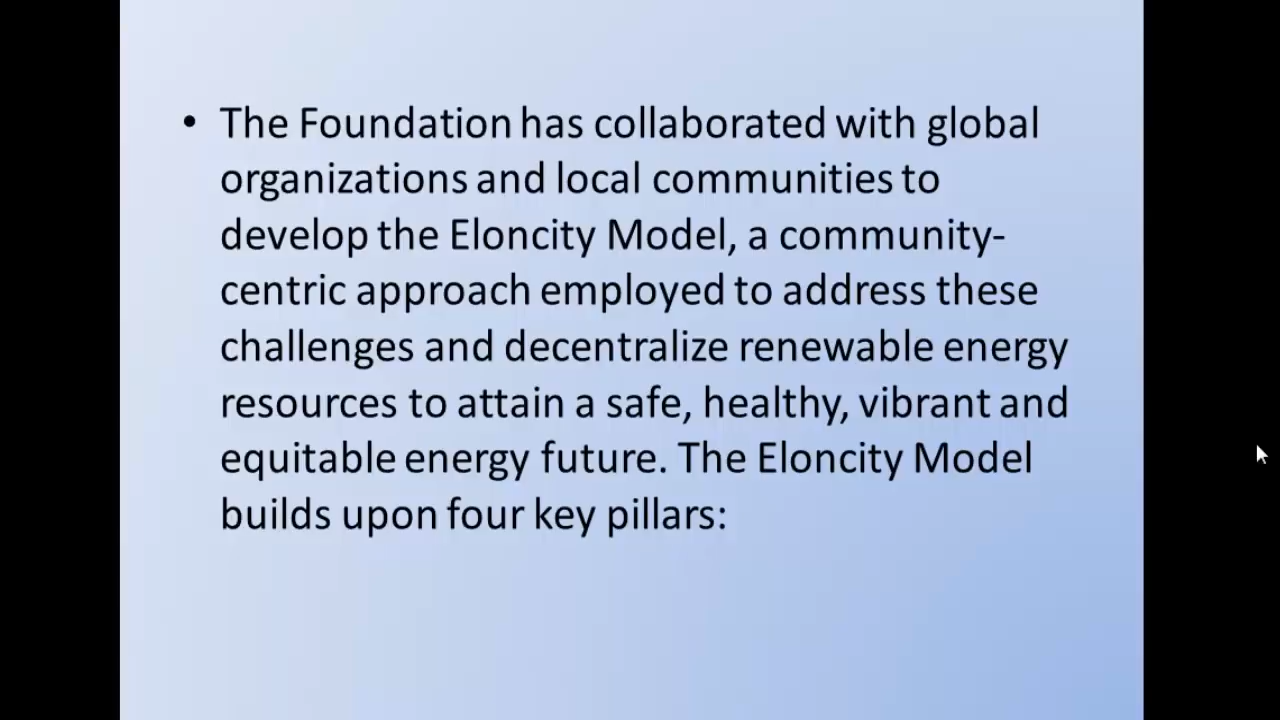 • The Foundation has collaborated with global
organizations and local communities to
develop the Eloncity Model, a community-
centric approach employed to address these
challenges and decentralize renewable energy
resources to attain a safe, healthy, vibrant and
equitable energy future. The Eloncity Model
builds upon four key pillars: